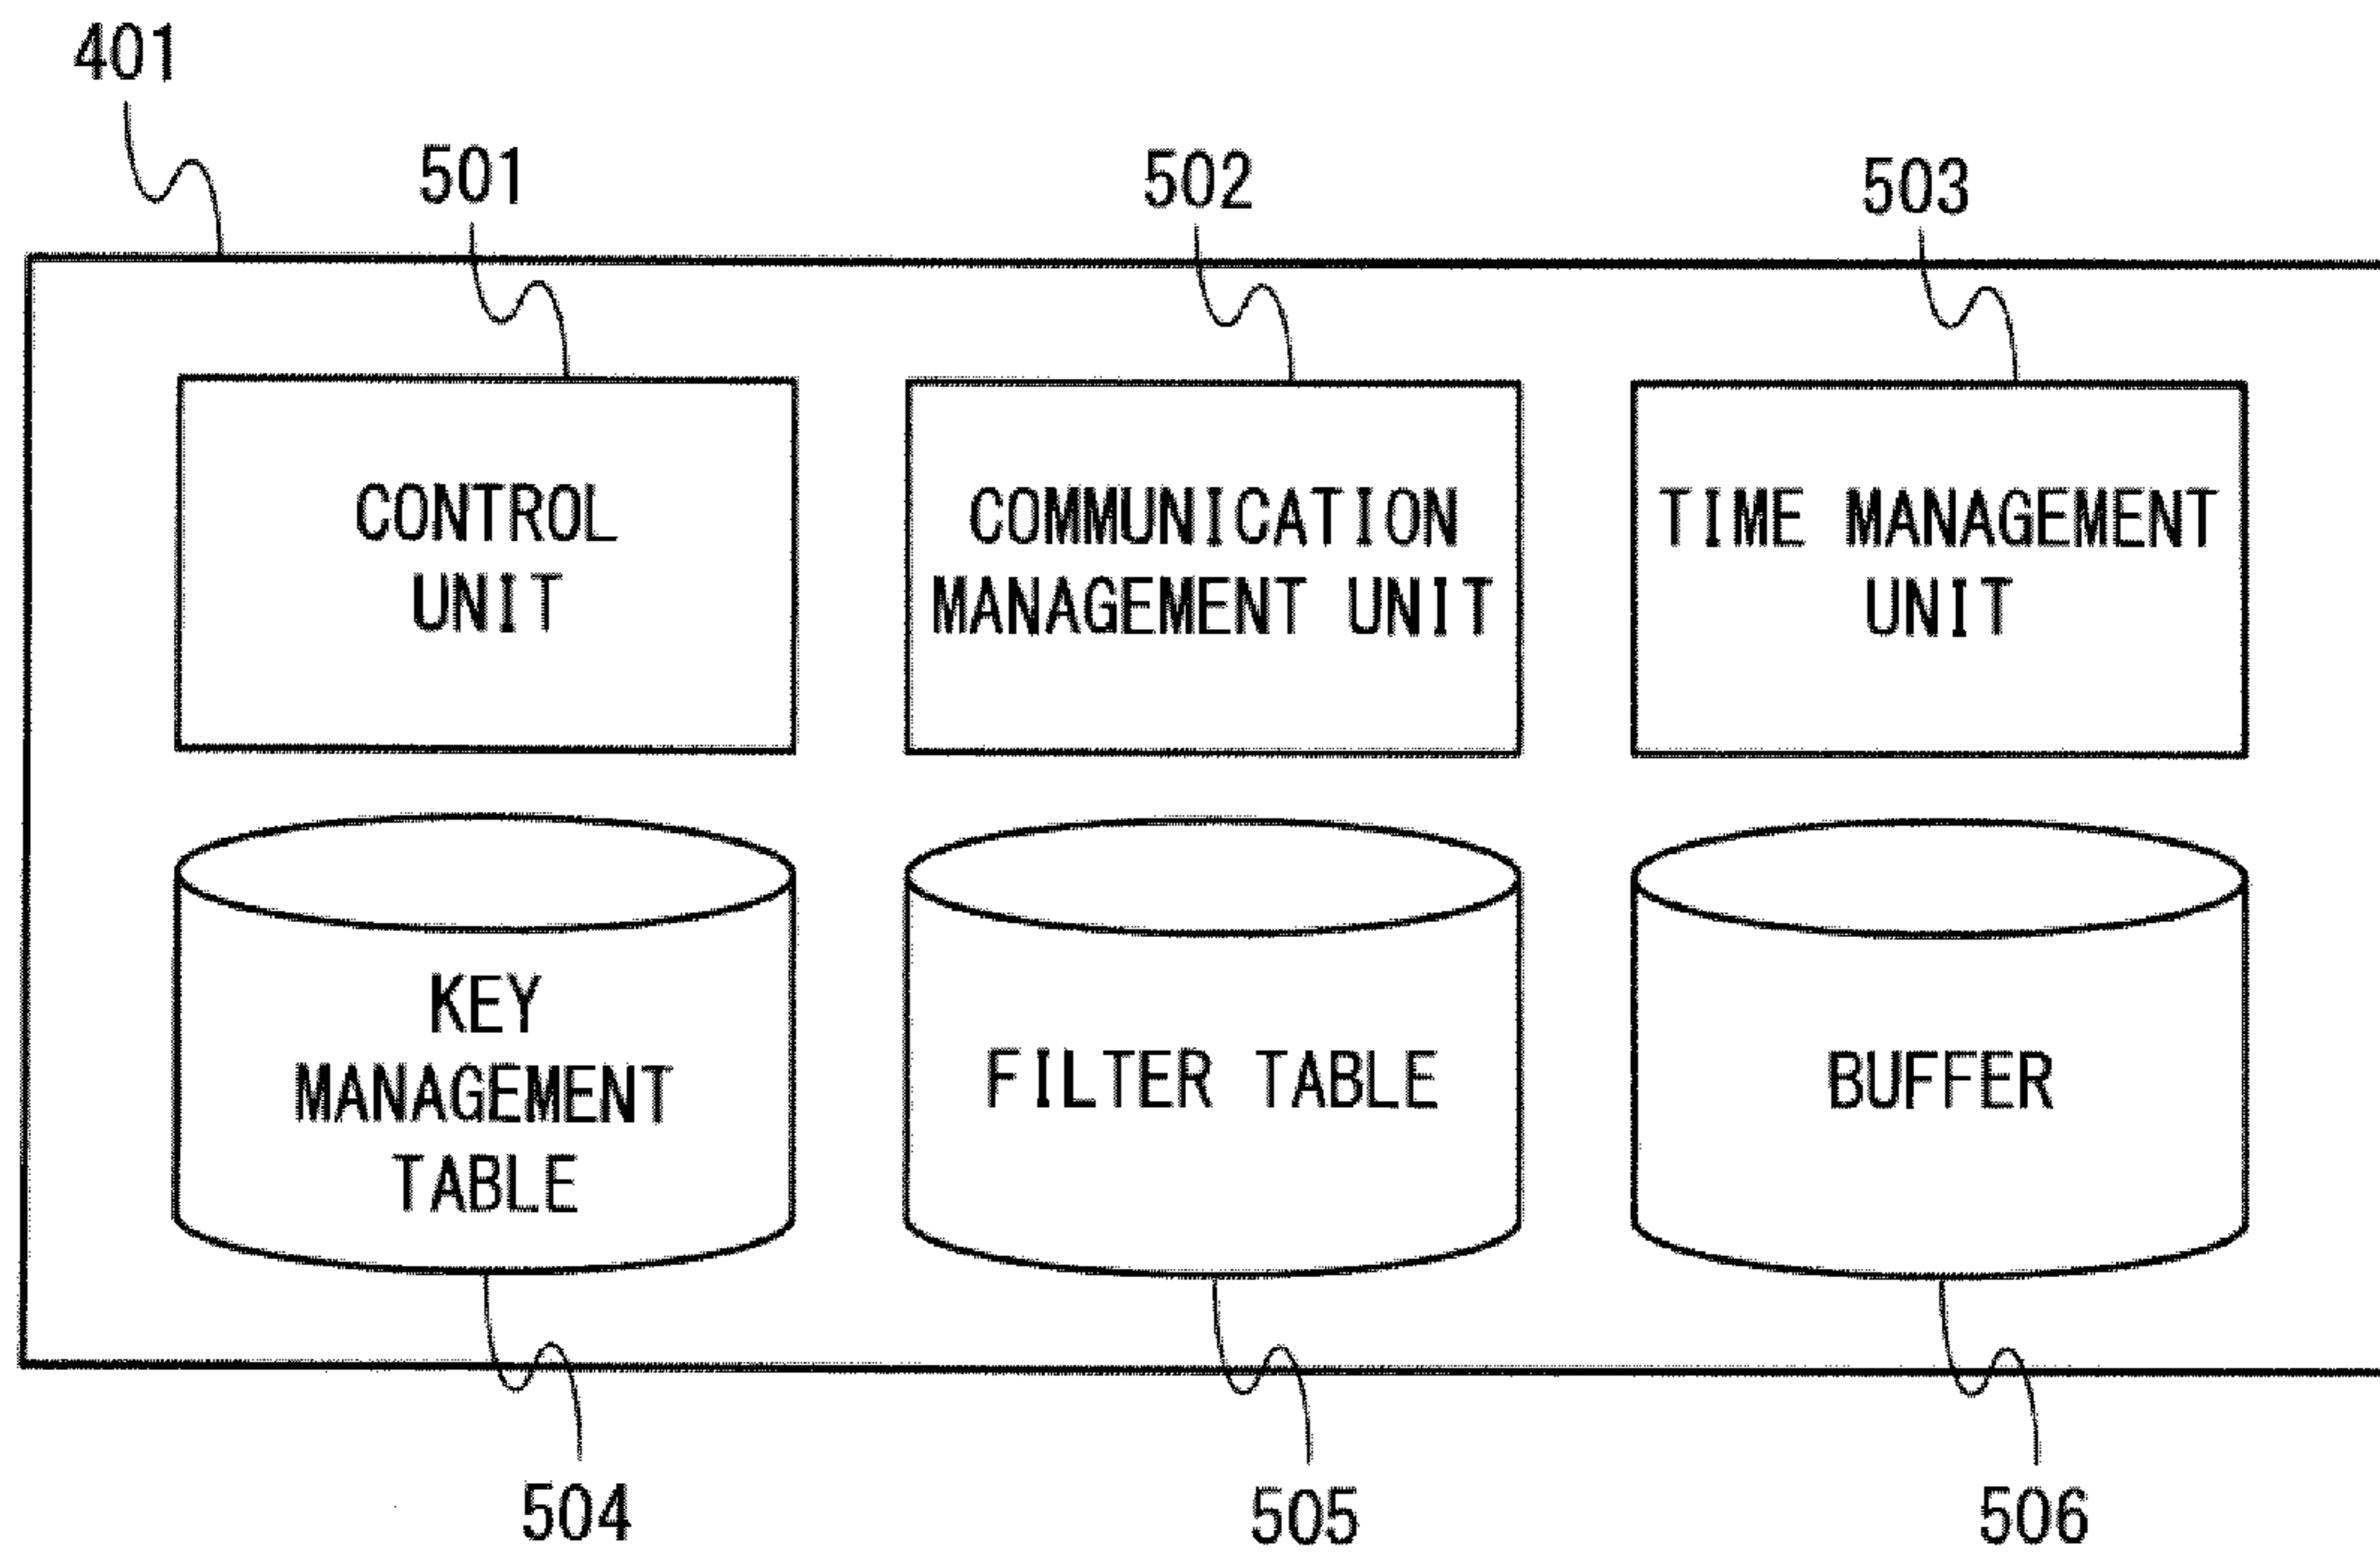 401
501
502
503
CONTROL
UNIT
COMMUNICATION
MANAGEMENT UNIT
TIME MANAGEMENT
UNIT
KEY
MANAGEMENT
TABLE
FILTER TABLE
BUFFER
504
505
506